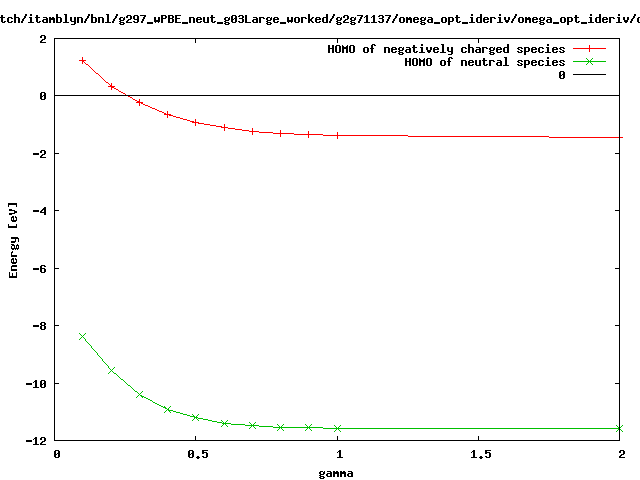 tch/itamblyn/bnl/g297_wPBE_neut_g03Large_worked/g2g71137/omega_opt_ideriv/omega_opt_ideriv/
HOMO of negatively charged species
HOMO of neutral species
0
2
0
-2
-4
-6
-8
-10
-12
Energy [eV]
0 0.5 1 1.5 2
gamma